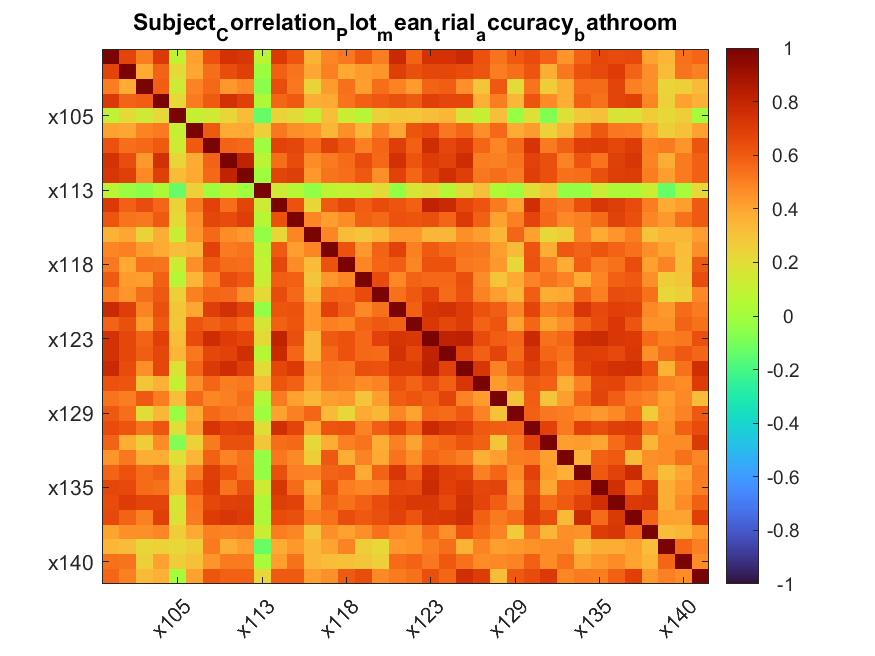 Subject_Correlation_Plot_mean_trial_accuracy_bathroom
x105
x113
x118
x123
x129
x135
x140
x105
x113
x118
x123
x129
x135
x140
1
0.8
0.6
0.4
0.2
0
-0.2
-0.4
-0.6
-0.8
-1